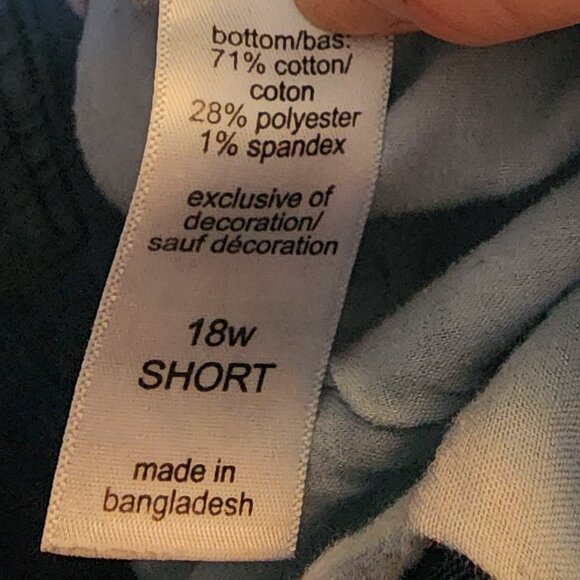 bottom/bas:
71% cotton/
coton
28% polyester
1% spandex
exclusive of
decoration/
sauf décoration
18w
SHORT
made in
bangladesh